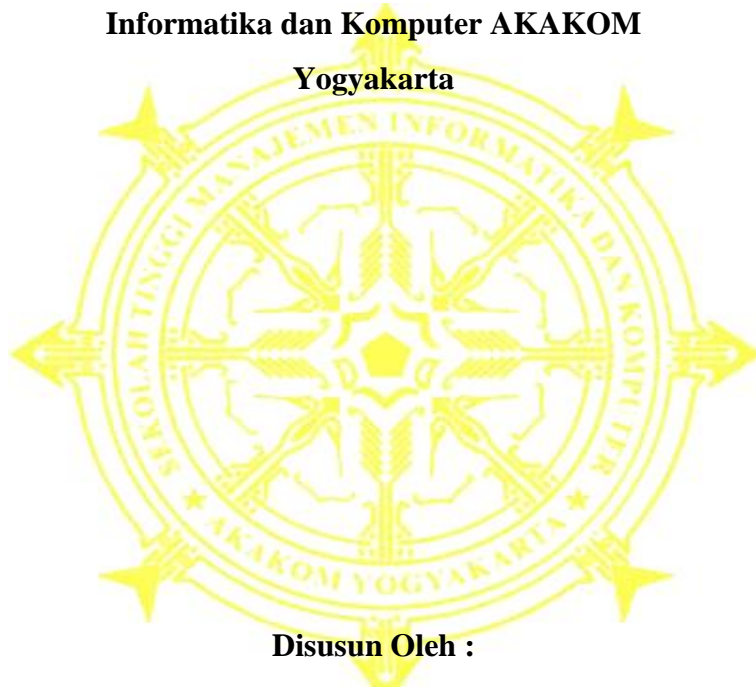 Informatika dan Komputer AKAKOM
Yogyakarta
SEKOLAH TINGGI MANAJEMEN INFORMATIKA DAN KOMPUTER
★ AKAKOM YOGYAKARTA ★
Disusun Oleh :